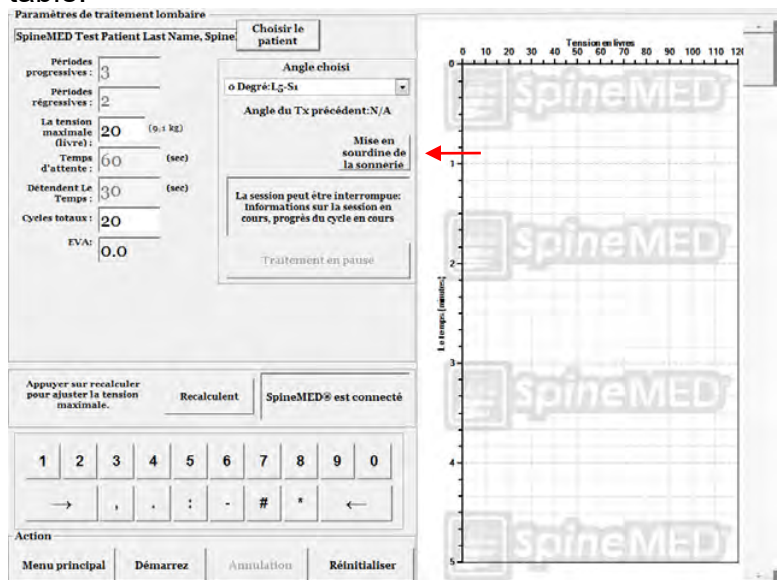 Paramètres de traitement lombaire
SpineMED Test Patient Last Name, Spine
Choisir le
patient
Périodes
progressives :
3
Périodes
régressives :
2
La tension
maximale
(livre) :
20
(9.1 kg)
Temps
d'attente :
60
(sec)
Détendent Le
Temps :
30
(sec)
Cycles totaux :
20
EVA:
0.0
Angle choisi
0 Degré:L5-S1
Angle du Tx précédent:N/A
Mise en
sourdine de
la sonnerie
La session peut être interrompue:
Informations sur la session en
cours, progrès du cycle en cours
Traitement en pause
Appuyer sur recalculer
pour ajuster la tension
maximale.
Recalculent
SpineMED® est connecté
1 2 3 4 5 6 7 8 9 0
→ , . : - # * ←
Action
Menu principal
Démarrez
Annulation
Réinitialiser
Tension en livres
0 10 20 30 40 50 60 70 80 90 100 110
0
1
2
3
4
5
Le temps (minutes)
SpineMED
SpineMED
SpineMED
SpineMED